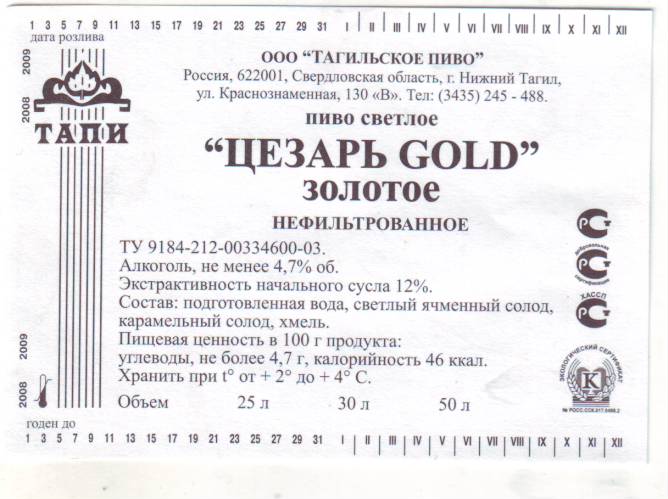 1 3 5 7 9 11 13 15 17 19 21 23 25 27 29 31 I II III IV V VI VII VIII IX X XI XII
дата розлива
2009
2008
ТАПИ
ООО “ТАГИЛЬСКОЕ ПИВО”
Россия, 622001, Свердловская область, г. Нижний Тагил,
ул. Краснознаменная, 130 «В». Тел: (3435) 245 - 488.
пиво светлое
“ЦЕЗАРЬ GOLD”
золотое
НЕФИЛЬТРОВАННОЕ
ТУ 9184-212-00334600-03.
Алкоголь, не менее 4,7% об.
Экстрактивность начального сусла 12%.
Состав: подготовленная вода, светлый ячменный солод,
карамельный солод, хмель.
Пищевая ценность в 100 г продукта:
углеводы, не более 4,7 г, калорийность 46 ккал.
Хранить при t° от + 2° до + 4° С.
Объем 25 л 30 л 50 л
добровольная
сертификация
ХАССП
ЭКОЛОГИЧЕСКИЙ СЕРТИФИКАТ
К
2009
2008
годен до
1 3 5 7 9 11 13 15 17 19 21 23 25 27 29 31 I II III IV V VI VII VIII IX X XI XII